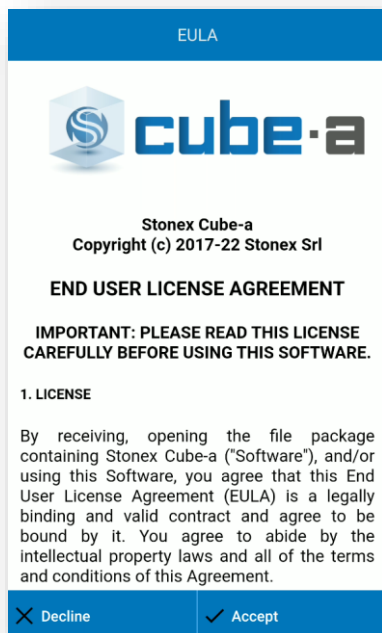 EULA
S cube-a
Stonex Cube-a
Copyright (c) 2017-22 Stonex Srl
END USER LICENSE AGREEMENT
IMPORTANT: PLEASE READ THIS LICENSE
CAREFULLY BEFORE USING THIS SOFTWARE.
1. LICENSE
By receiving, opening the file package
containing Stonex Cube-a ("Software"), and/or
using this Software, you agree that this End
User License Agreement (EULA) is a legally
binding and valid contract and agree to be
bound by it. You agree to abide by the
intellectual property laws and all of the terms
and conditions of this Agreement.
Decline Accept